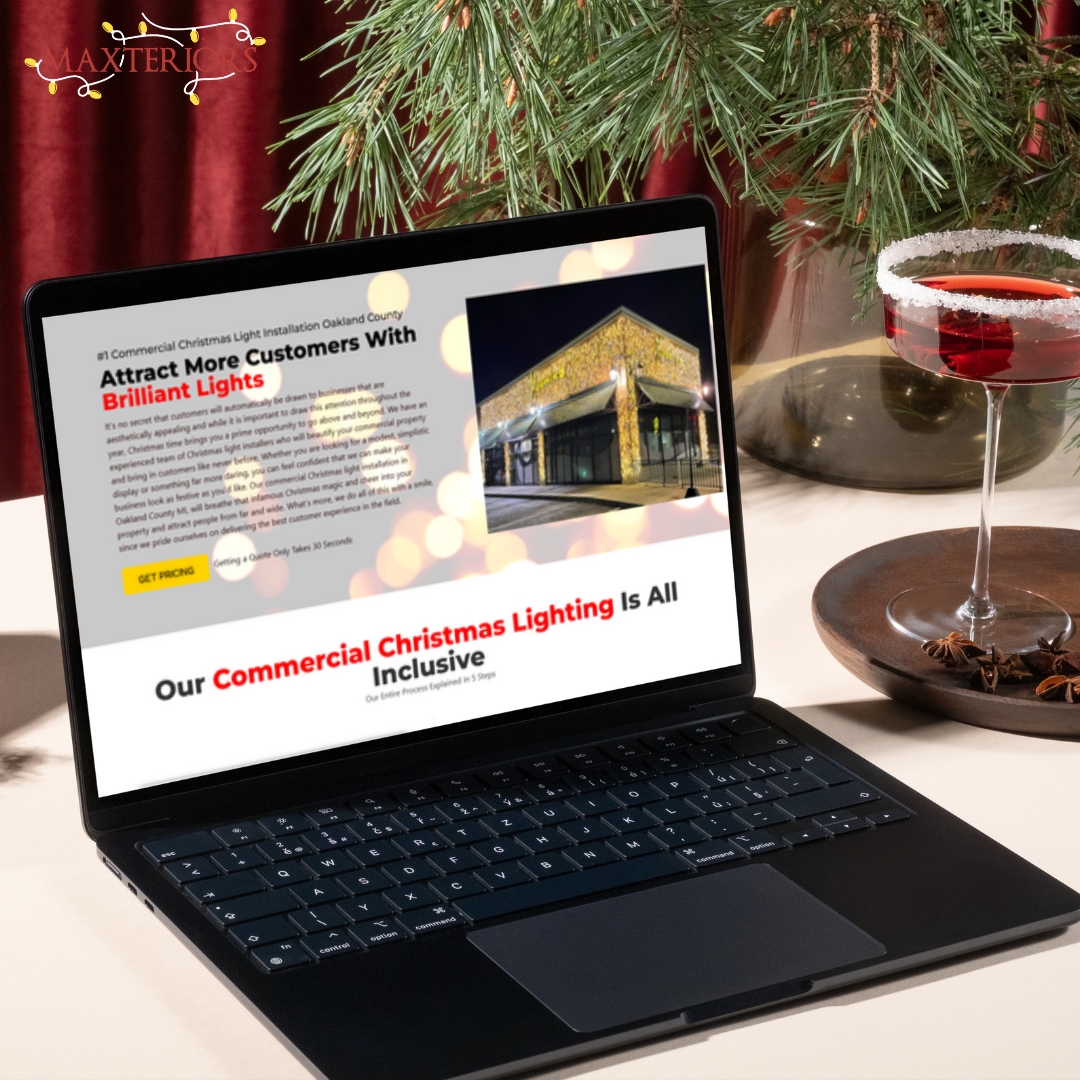 MAXTERIORS
#1 Commercial Christmas Light Installation Oakland County
Attract More Customers With
Brilliant Lights
It's no secret that customers will automatically be drawn to businesses that are
aesthetically appealing and while it is important to draw this attention throughout the
year, Christmas time brings you a prime opportunity to go above and beyond. We have an
experienced team of Christmas light installers who will beautify your commercial property
and bring in customers like never before. Whether you are looking for a modest, simplistic
display or something far more daring, you can feel confident that we can make your
business look as festive as you'd like. Our commercial Christmas light installation in
Oakland County MI, will breathe that infamous Christmas magic and cheer into your
property and attract people from far and wide. What's more, we do all of this with a smile,
since we pride ourselves on delivering the best customer experience in the field.
GET PRICING Getting a Quote Only Takes 30 Seconds
Our Commercial Christmas Lighting Is All
Inclusive
Our Entire Process Explained In 5 Steps
esc
Q W E R T Z U I O P
A S D F G H J K L
Y X C V B N M
fn control option command command option